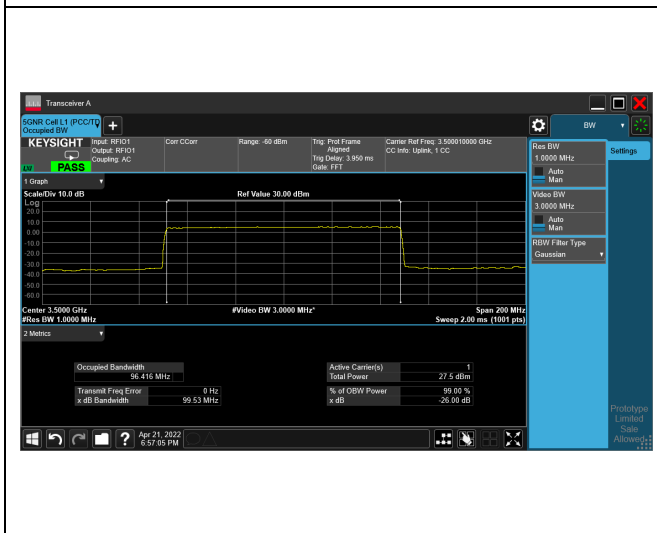 Transceiver A
5GNR Cell L1 (PCC/TD
Occupied BW
+
BW
KEYSIGHT
LXI
PASS
Input: RFIO1
Output: RFIO1
Coupling: AC
Corr CCorr
Range: -60 dBm
Trig: Prot Frame
Aligned
Trig Delay: 3.950 ms
Gate: FFT
Carrier Ref Freq: 3.500010000 GHz
CC Info: Uplink, 1 CC
Res BW
1.0000 MHz
Auto
Man
Video BW
3.0000 MHz
Auto
Man
RBW Filter Type
Gaussian
Settings
1 Graph
Scale/Div 10.0 dB
Ref Value 30.00 dBm
Log
20.0
10.0
0.00
-10.0
-20.0
-30.0
-40.0
-50.0
-60.0
Center 3.5000 GHz
#Video BW 3.0000 MHz*
Span 200 MHz
#Res BW 1.0000 MHz
Sweep 2.00 ms (1001 pts)
2 Metrics
Occupied Bandwidth
96.416 MHz
Active Carrier(s) 1
Total Power 27.5 dBm
Transmit Freq Error 0 Hz
x dB Bandwidth 99.53 MHz
% of OBW Power 99.00 %
x dB -26.00 dB
Prototype
Limited
Sale
Allowed
?
Apr 21, 2022
6:57:05 PM